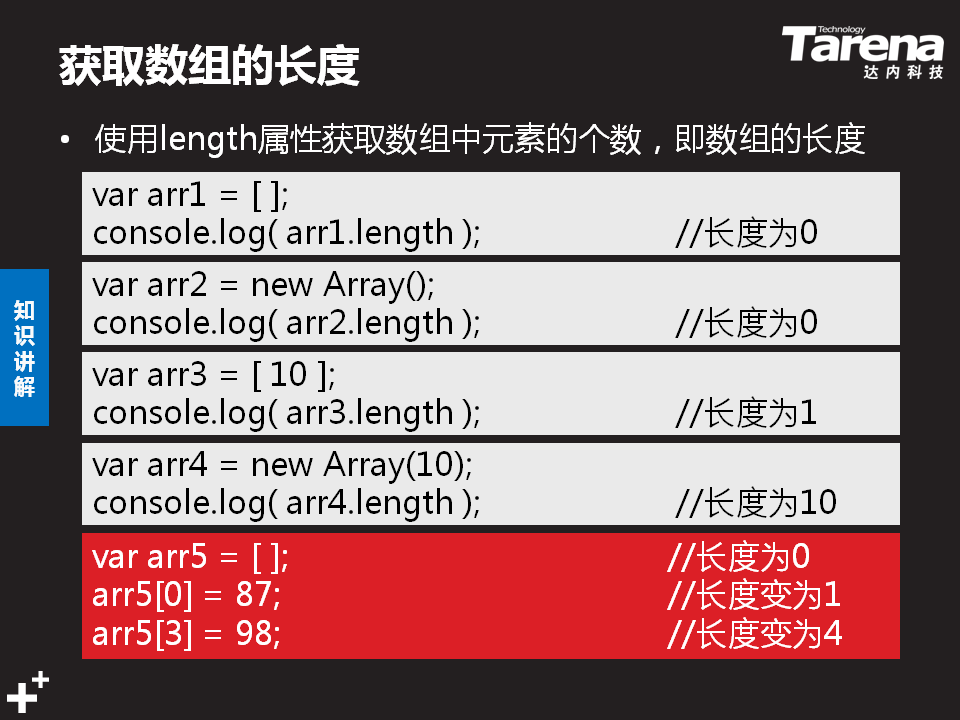 获取数组的长度
Technology
Tarena
达内科技
• 使用length属性获取数组中元素的个数，即数组的长度
var arr1 = [ ];
console.log( arr1.length ); //长度为0
var arr2 = new Array();
console.log( arr2.length ); //长度为0
var arr3 = [ 10 ];
console.log( arr3.length ); //长度为1
var arr4 = new Array(10);
console.log( arr4.length ); //长度为10
var arr5 = [ ]; //长度为0
arr5[0] = 87; //长度变为1
arr5[3] = 98; //长度变为4
知识讲解